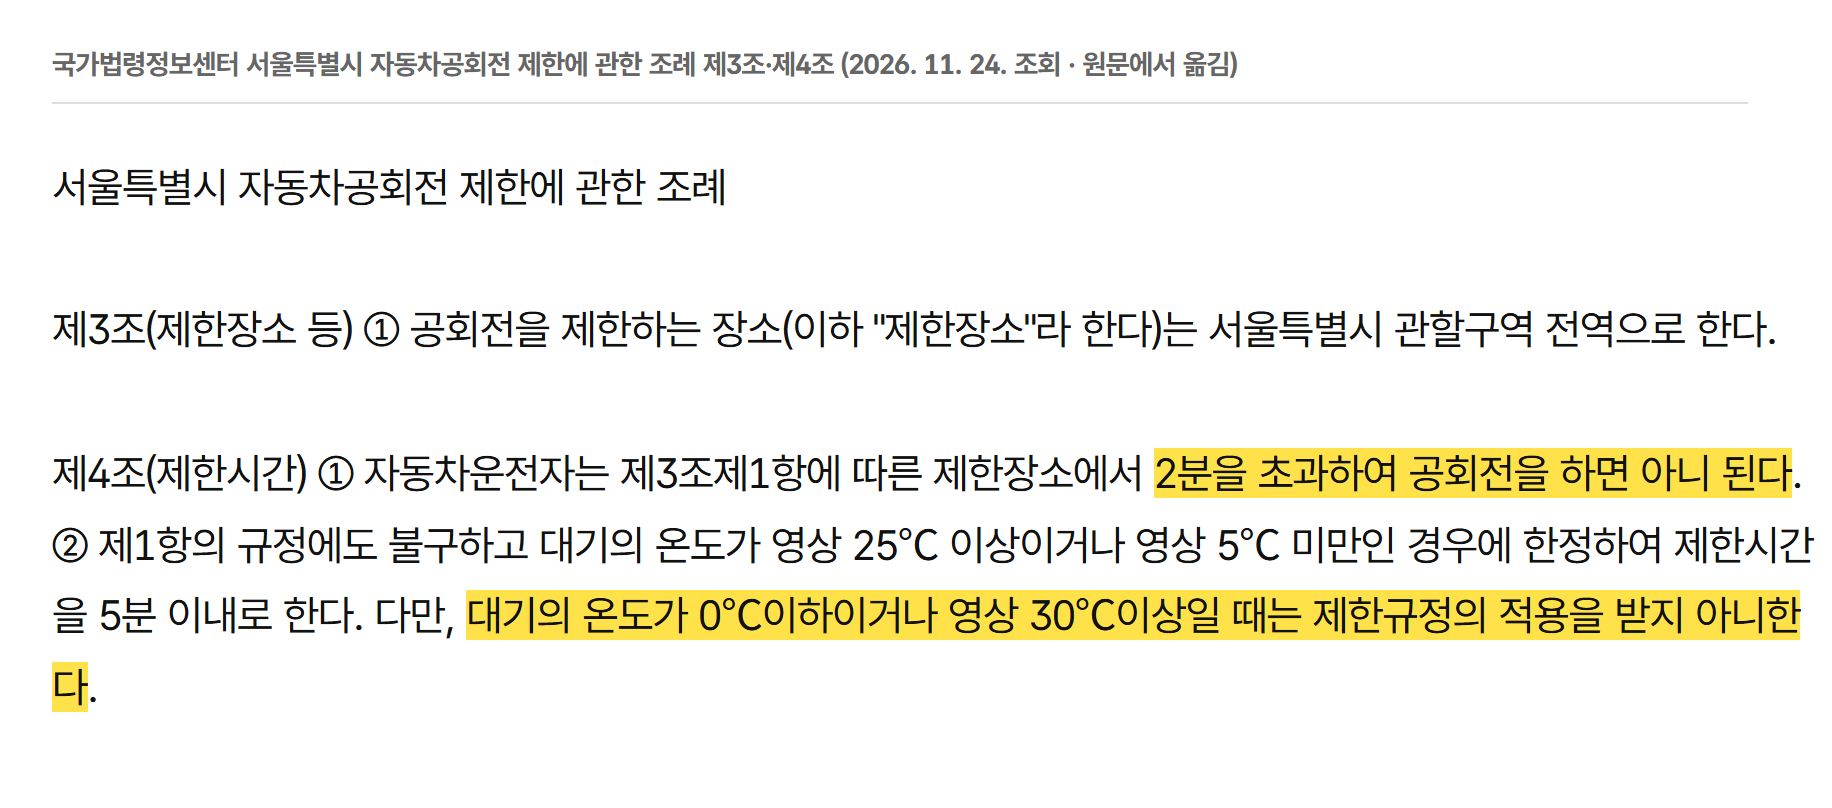 국가법령정보센터 서울특별시 자동차공회전 제한에 관한 조례 제3조·제4조 (2026. 11. 24. 조회 · 원문에서 옮김)
서울특별시 자동차공회전 제한에 관한 조례
제3조(제한장소 등) ① 공회전을 제한하는 장소(이하 "제한장소"라 한다)는 서울특별시 관할구역 전역으로 한다.
제4조(제한시간) ① 자동차운전자는 제3조제1항에 따른 제한장소에서 2분을 초과하여 공회전을 하면 아니 된다.
② 제1항의 규정에도 불구하고 대기의 온도가 영상 25℃ 이상이거나 영상 5℃ 미만인 경우에 한정하여 제한시간
을 5분 이내로 한다. 다만, 대기의 온도가 0℃이하이거나 영상 30℃이상일 때는 제한규정의 적용을 받지 아니한
다.